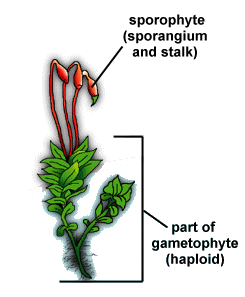 sporophyte
(sporangium
and stalk)
part of
gametophyte
(haploid)